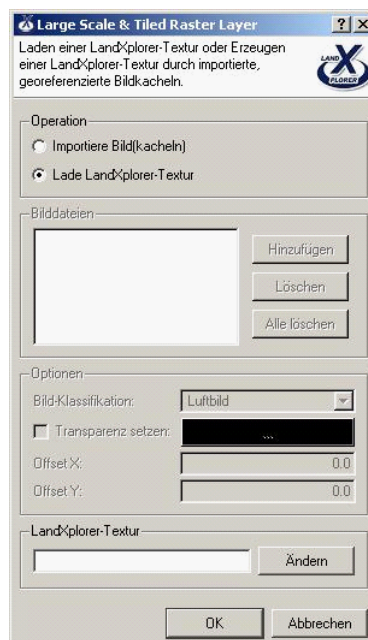 Large Scale & Tiled Raster Layer
Laden einer LandXplorer-Textur oder Erzeugen
einer LandXplorer-Textur durch importierte,
georeferenzierte Bildkacheln.
LAND X PLORER
Operation
Importiere Bild(kacheln)
Lade LandXplorer-Textur
Bilddateien
Hinzufügen
Löschen
Alle löschen
Optionen
Bild-Klassifikation: Luftbild
Transparenz setzen: ...
Offset X: 0.0
Offset Y: 0.0
LandXplorer-Textur
Ändern
OK Abbrechen